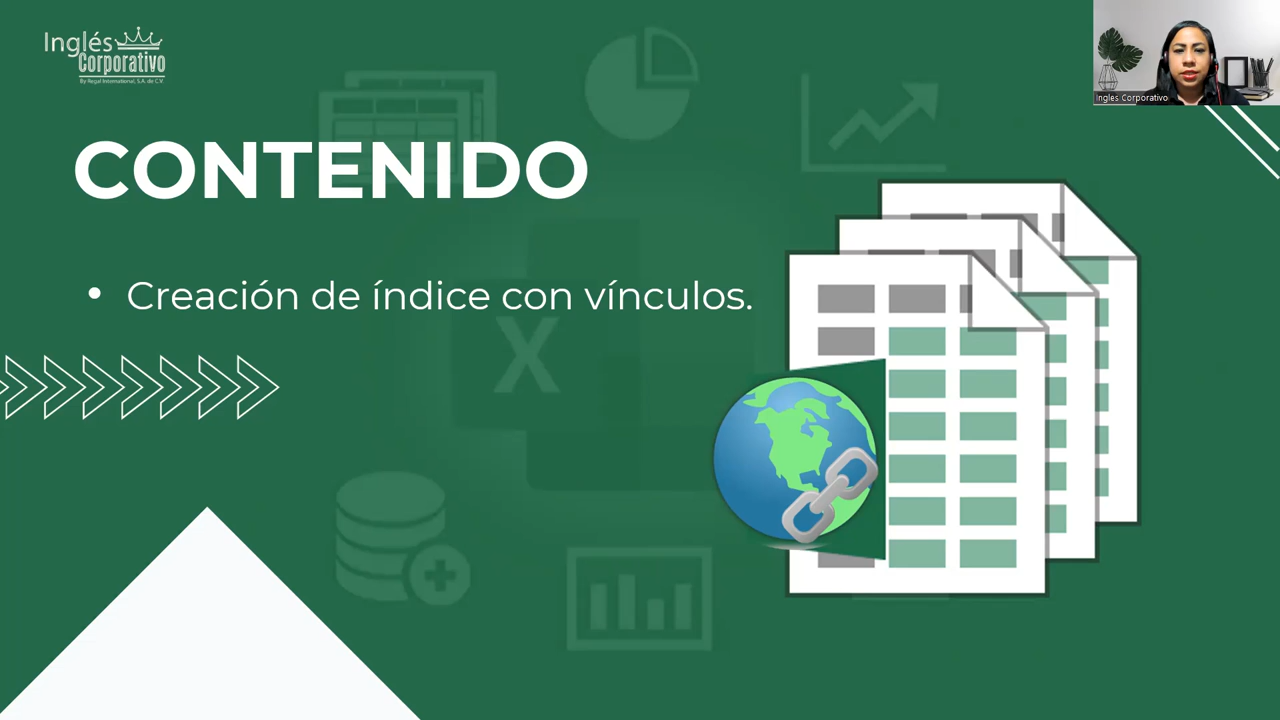 Inglés
Corporativo
By Regal International, S.A. de C.V.
Ingles Corporativo
CONTENIDO
• Creación de índice con vínculos.
X